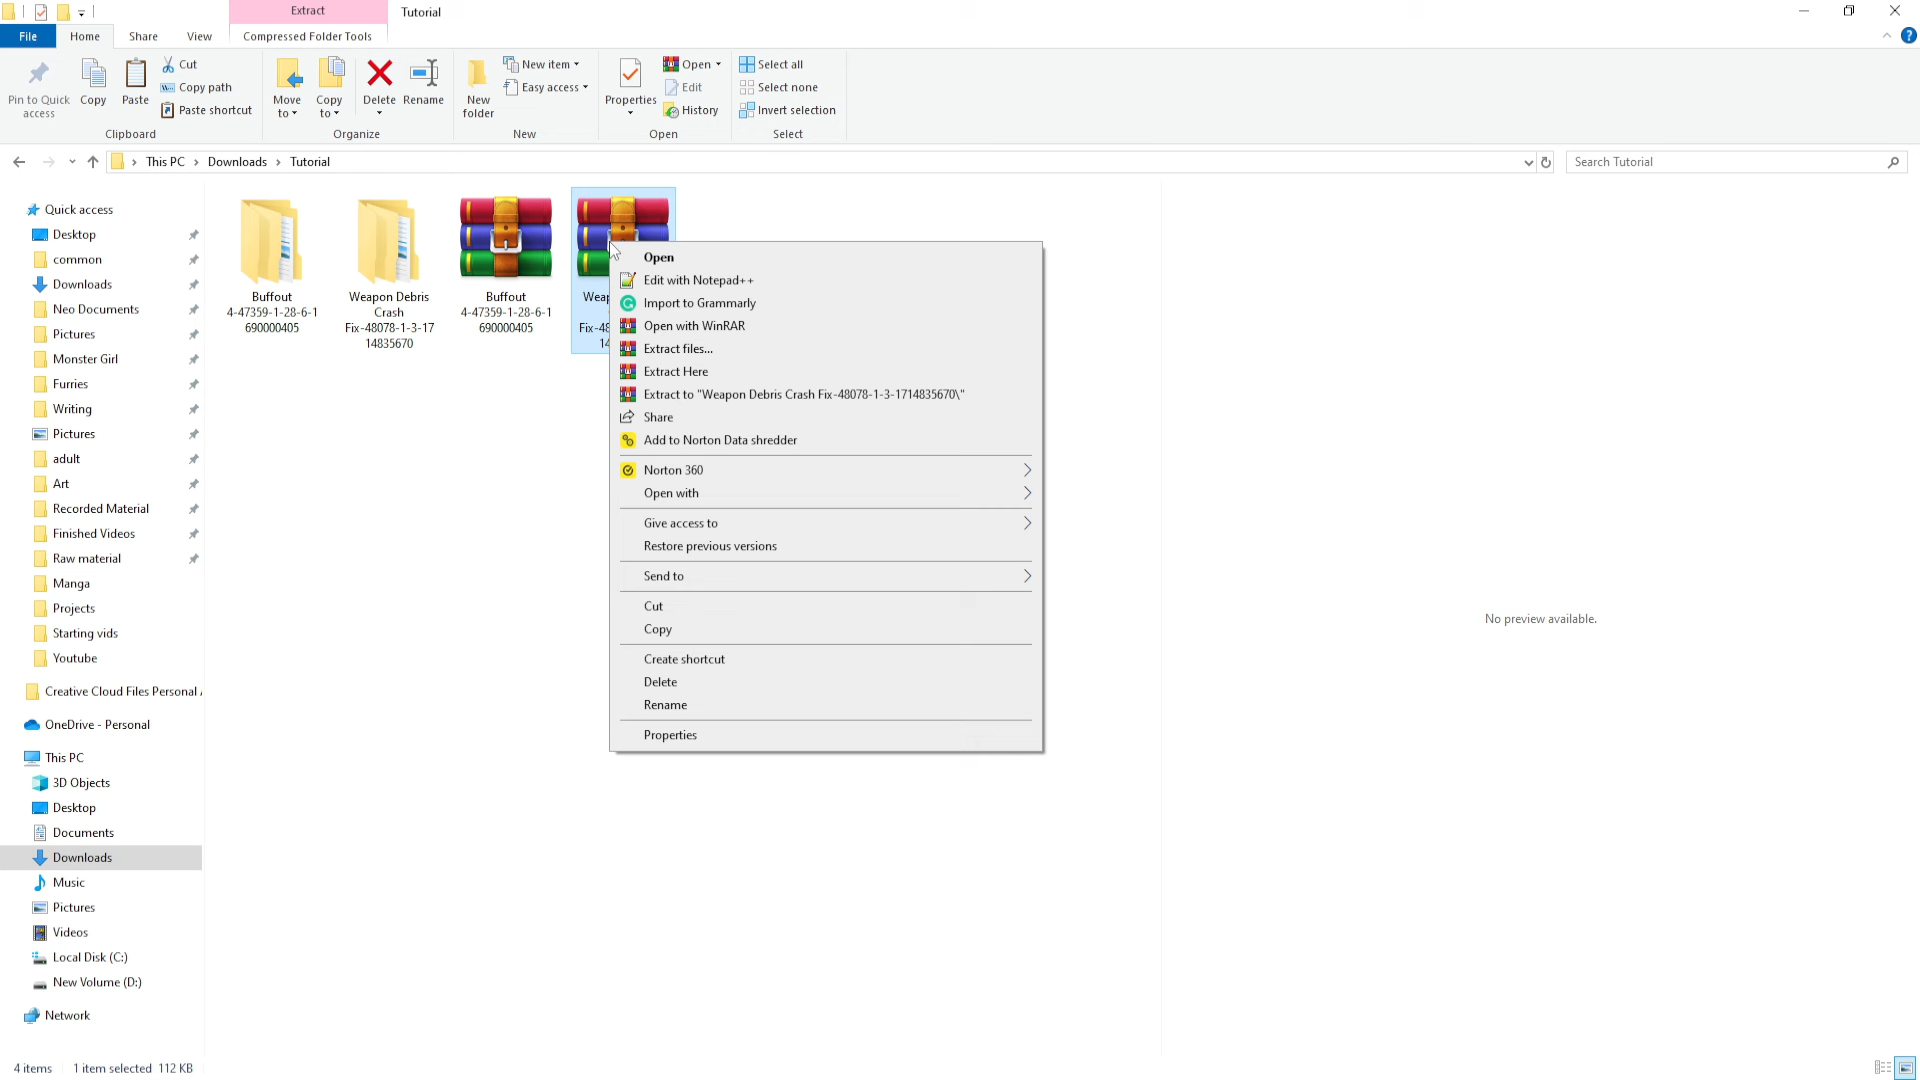 Extract
Tutorial
File
Home
Share
View
Compressed Folder Tools
Pin to Quick
access
Copy
Paste
Cut
Copy path
Paste shortcut
Clipboard
Move
to
Copy
to
Delete
Rename
Organize
New
folder
New item
Easy access
New
Properties
Open
Edit
History
Open
Select all
Select none
Invert selection
Select
This PC > Downloads > Tutorial
Search Tutorial
Quick access
Desktop
common
Downloads
Neo Documents
Pictures
Monster Girl
Furries
Writing
Pictures
adult
Art
Recorded Material
Finished Videos
Raw material
Manga
Projects
Starting vids
Youtube
Creative Cloud Files Personal
OneDrive - Personal
This PC
3D Objects
Desktop
Documents
Downloads
Music
Pictures
Videos
Local Disk (C:)
New Volume (D:)
Network
Buffout
4-47359-1-28-6-1
690000405
Weapon Debris
Crash
Fix-48078-1-3-17
14835670
Buffout
4-47359-1-28-6-1
690000405
Weap
Fix-48
14
Open
Edit with Notepad++
Import to Grammarly
Open with WinRAR
Extract files...
Extract Here
Extract to "Weapon Debris Crash Fix-48078-1-3-1714835670\"
Share
Add to Norton Data shredder
Norton 360
Open with
Give access to
Restore previous versions
Send to
Cut
Copy
Create shortcut
Delete
Rename
Properties
No preview available.
4 items
1 item selected 112 KB